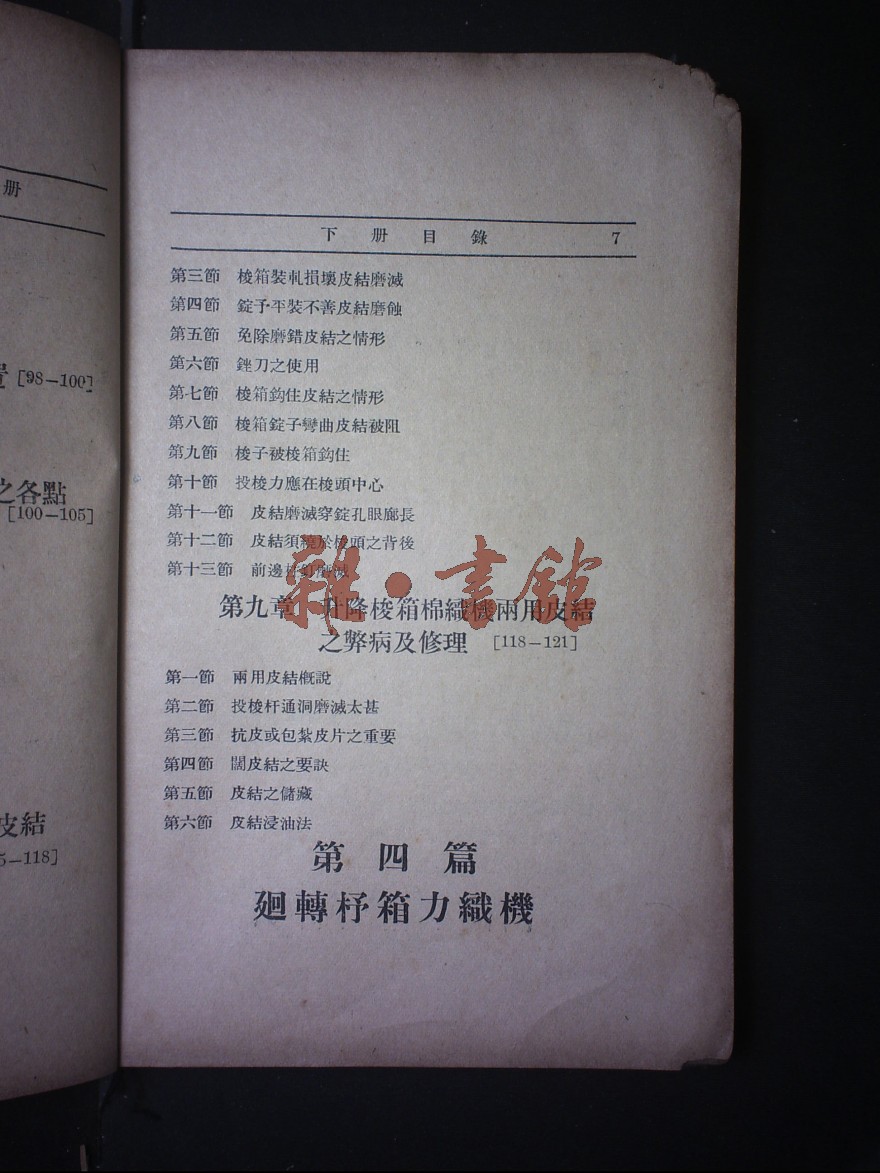 册
[98—100]
之各點
[100—105]
皮結
5—118]
下册目錄 7
第三節 梭箱裝軋損壞皮結磨滅
第四節 錠予平裝不善皮結磨蝕
第五節 免除磨錯皮結之情形
第六節 銼刀之使用
第七節 梭箱鈎住皮結之情形
第八節 梭箱錠子彎曲皮結被阻
第九節 梭子被梭箱鈎住
第十節 投梭力應在梭頭中心
第十一節 皮結磨滅穿錠孔眼廊長
第十二節 皮結須繞於梭頭之背後
第十三節 前邊 釘磨滅
第九章 升降梭箱棉織機兩用皮結
之弊病及修理 [118—121]
第一節 兩用皮結槪說
第二節 投梭杆通洞磨滅太甚
第三節 抗皮或包紮皮片之重要
第四節 闊皮結之要訣
第五節 皮結之儲藏
第六節 皮結浸油法
第四篇
廻轉杼箱力織機
雜·書館